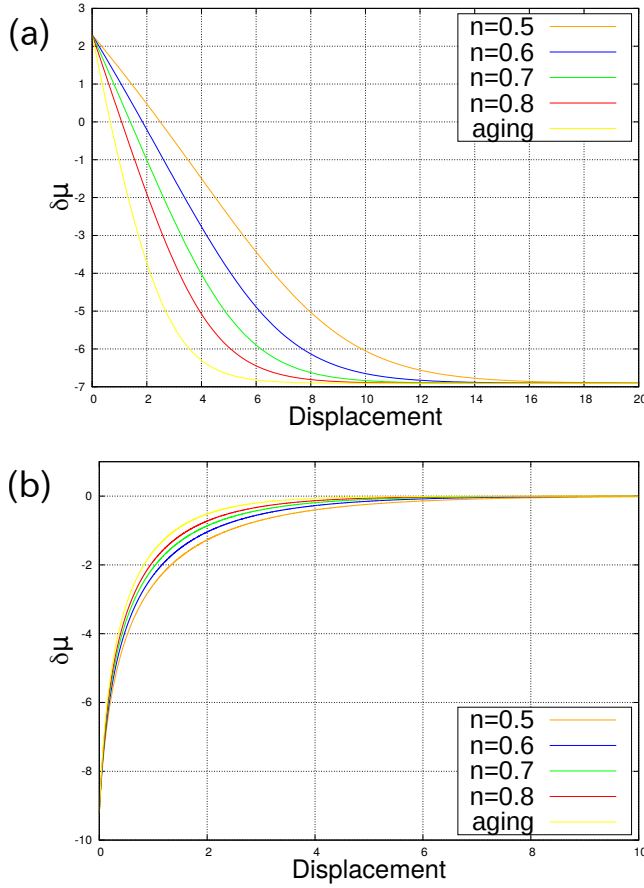 (a)
3
2
1
0
-1
-2
-3
-4
-5
-6
-7
δμ
n=0.5
n=0.6
n=0.7
n=0.8
aging
0 2 4 6 8 10 12 14 16 18 20
Displacement
(b)
0
-2
-4
-6
-8
-10
δμ
n=0.5
n=0.6
n=0.7
n=0.8
aging
0 2 4 6 8 10
Displacement